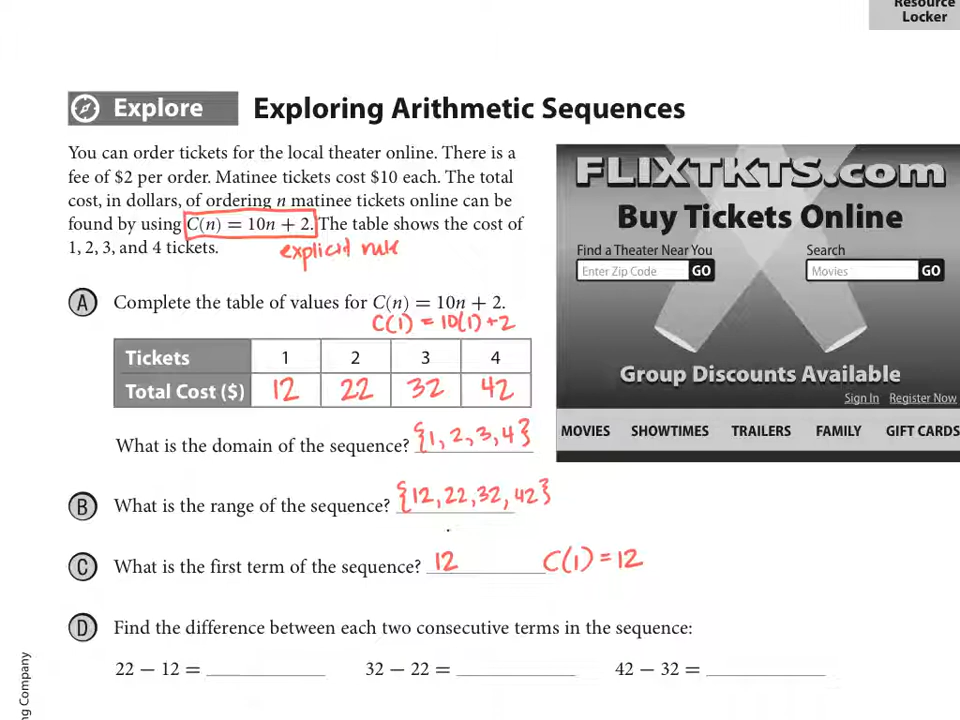 Resource
Locker
Explore Exploring Arithmetic Sequences
You can order tickets for the local theater online. There is a
fee of $2 per order. Matinee tickets cost $10 each. The total
cost, in dollars, of ordering n matinee tickets online can be
found by using C(n) = 10n + 2. The table shows the cost of
1, 2, 3, and 4 tickets.
explicit rule
FLIXTKTS.com
Buy Tickets Online
Find a Theater Near You Search
Enter Zip Code GO Movies GO
Group Discounts Available
Sign In Register Now
MOVIES SHOWTIMES TRAILERS FAMILY GIFT CARDS
A Complete the table of values for C(n) = 10n + 2.
C(1) = 10(1)+2
Tickets 1 2 3 4
Total Cost ($) 12 22 32 42
What is the domain of the sequence? {1, 2, 3, 4}
B What is the range of the sequence? {12, 22, 32, 42}
C What is the first term of the sequence? 12 C(1) = 12
D Find the difference between each two consecutive terms in the sequence:
22 − 12 = 32 − 22 = 42 − 32 =
ng Company